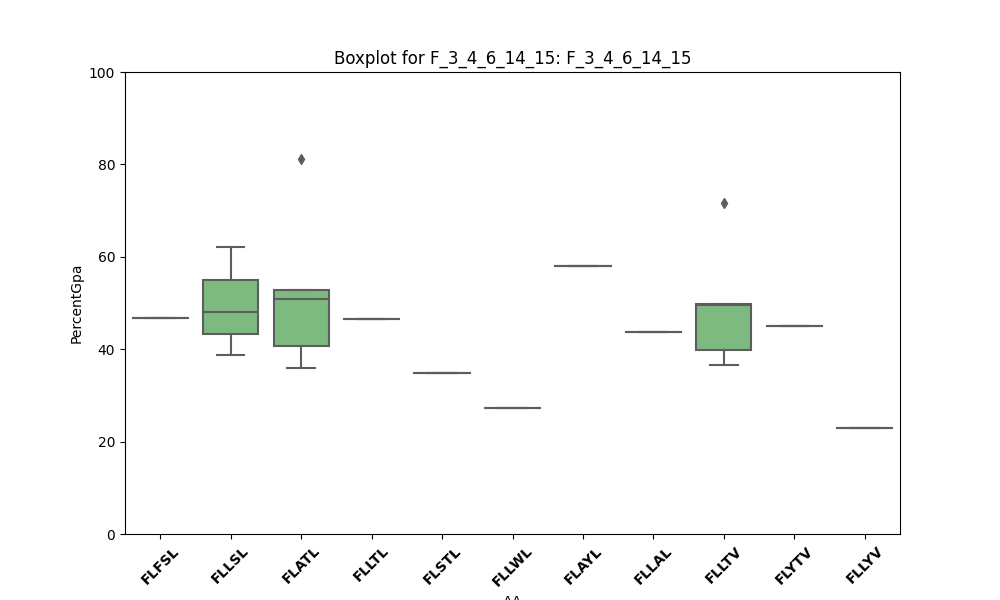 Boxplot for F_3_4_6_14_15: F_3_4_6_14_15
100
80
60
40
20
0
PercentGpa
FLFSL FLLSL FLATL FLLTL FLSTL FLLWL FLAYL FLLAL FLLTV FLYTV FLLYV
AA